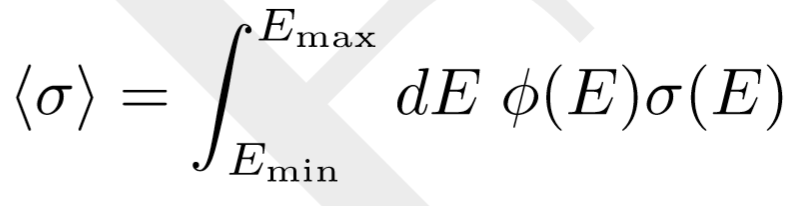 ⟨σ⟩ = ∫_{E_min}^{E_max} dE ϕ(E)σ(E)